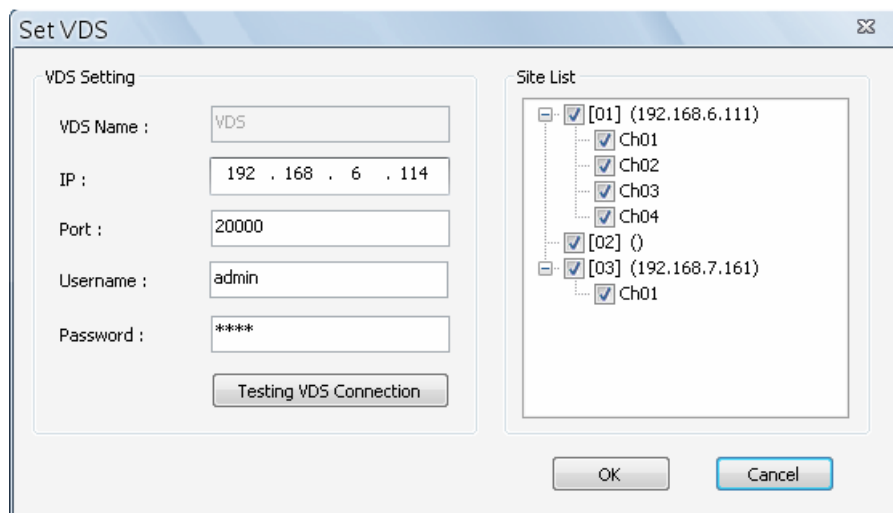 Set VDS
VDS Setting
VDS Name :
VDS
IP :
192 . 168 . 6 . 114
Port :
20000
Username :
admin
Password :
****
Testing VDS Connection
Site List
[01] (192.168.6.111)
Ch01
Ch02
Ch03
Ch04
[02] ()
[03] (192.168.7.161)
Ch01
OK
Cancel